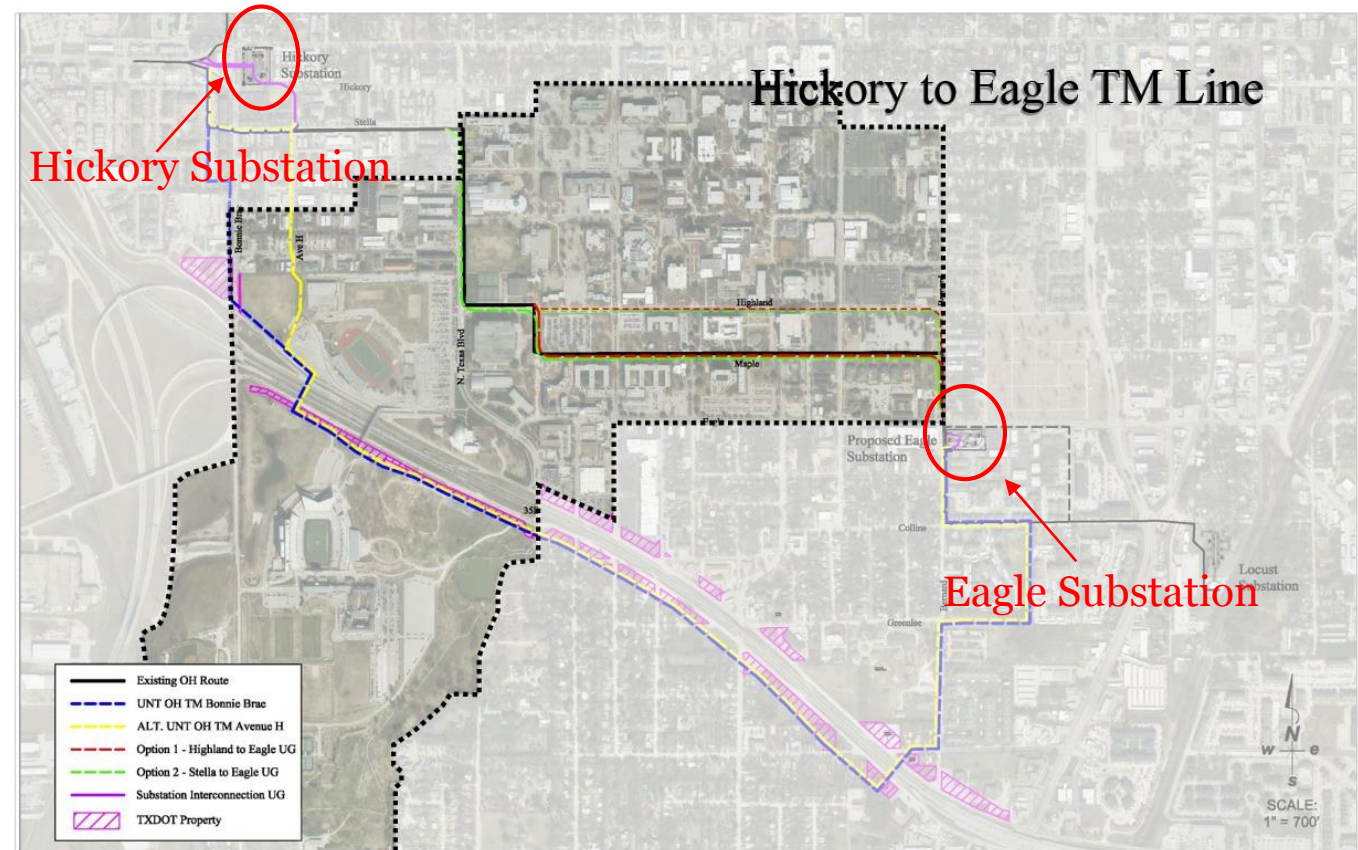 Hickory to Eagle TM Line
Hickory
Substation
Hickory
Stella
Hickory Substation
Bonnie Brae
Ave H
N. Texas Blvd
Highland
Maple
Proposed Eagle
Substation
Collins
Locust
Substation
Eagle Substation
Bernard
Greenlee
Existing OH Route
UNT OH TM Bonnie Brae
ALT. UNT OH TM Avenue H
Option 1 - Highland to Eagle UG
Option 2 - Stella to Eagle UG
Substation Interconnection UG
TXDOT Property
N
w e
s
SCALE:
1" = 700'